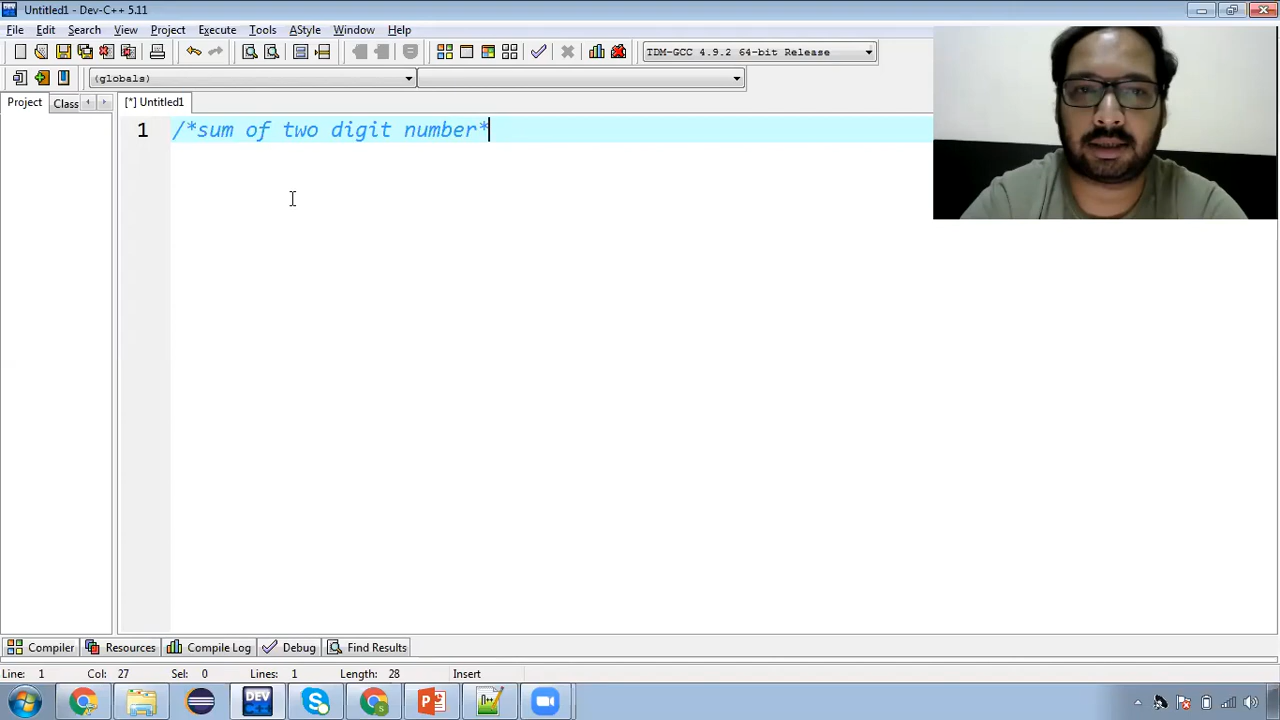 Untitled1 - Dev-C++ 5.11
File Edit Search View Project Execute Tools AStyle Window Help
TDM-GCC 4.9.2 64-bit Release
(globals)
Project Class [*] Untitled1
1 /*sum of two digit number*
Compiler Resources Compile Log Debug Find Results
Line: 1 Col: 27 Sel: 0 Lines: 1 Length: 28 Insert
DEV C++